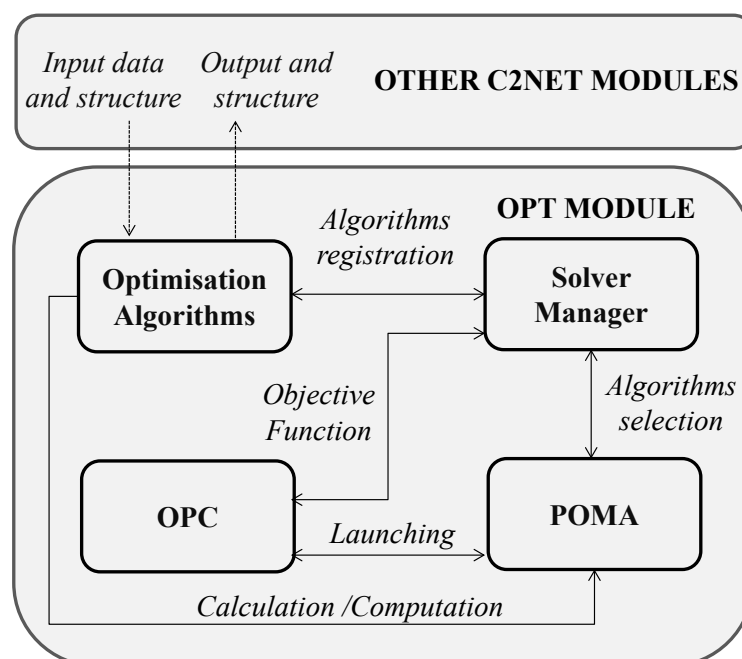 Input data
and structure
Output and
structure
OTHER C2NET MODULES
OPT MODULE
Algorithms
registration
Optimisation
Algorithms
Solver
Manager
Objective
Function
Algorithms
selection
OPC
POMA
Launching
Calculation /Computation